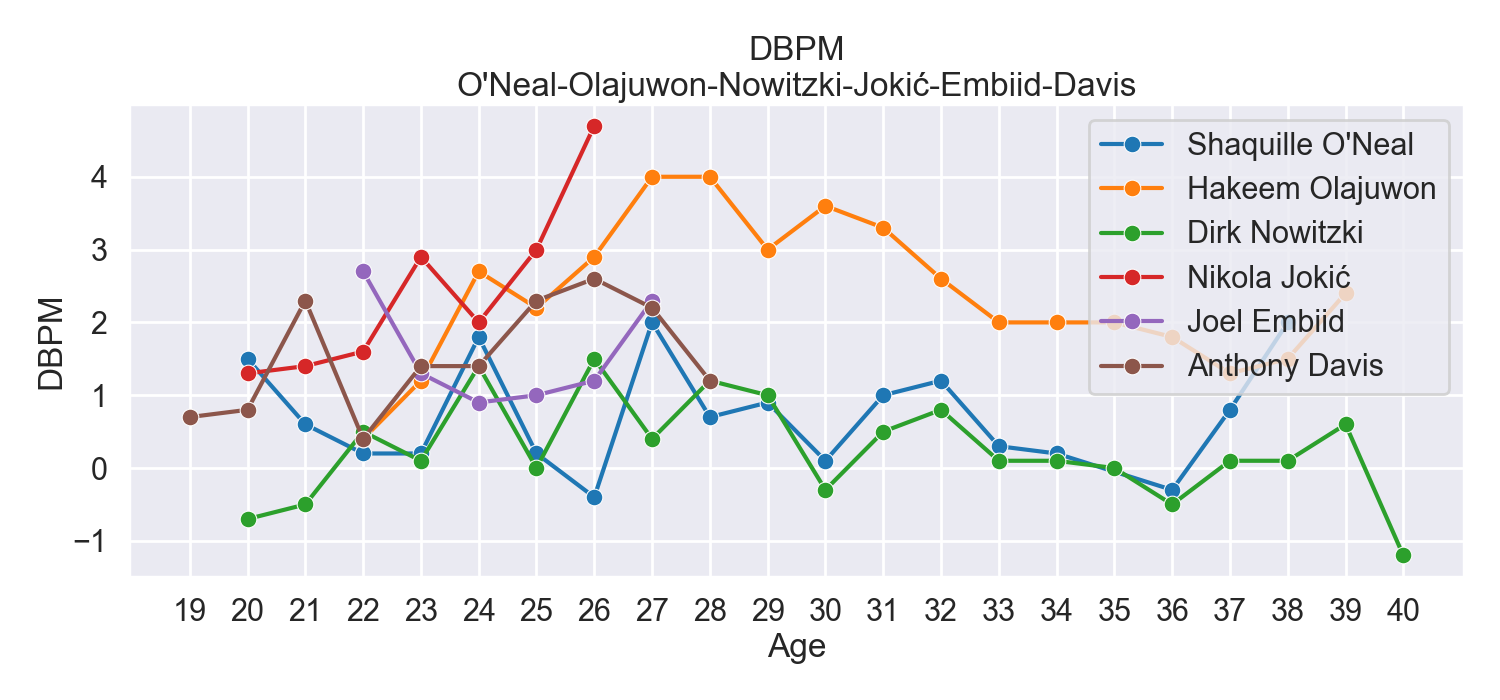 DBPM
O'Neal-Olajuwon-Nowitzki-Jokić-Embiid-Davis
DBPM
4
3
2
1
0
−1
19 20 21 22 23 24 25 26 27 28 29 30 31 32 33 34 35 36 37 38 39 40
Age
Shaquille O'Neal
Hakeem Olajuwon
Dirk Nowitzki
Nikola Jokić
Joel Embiid
Anthony Davis